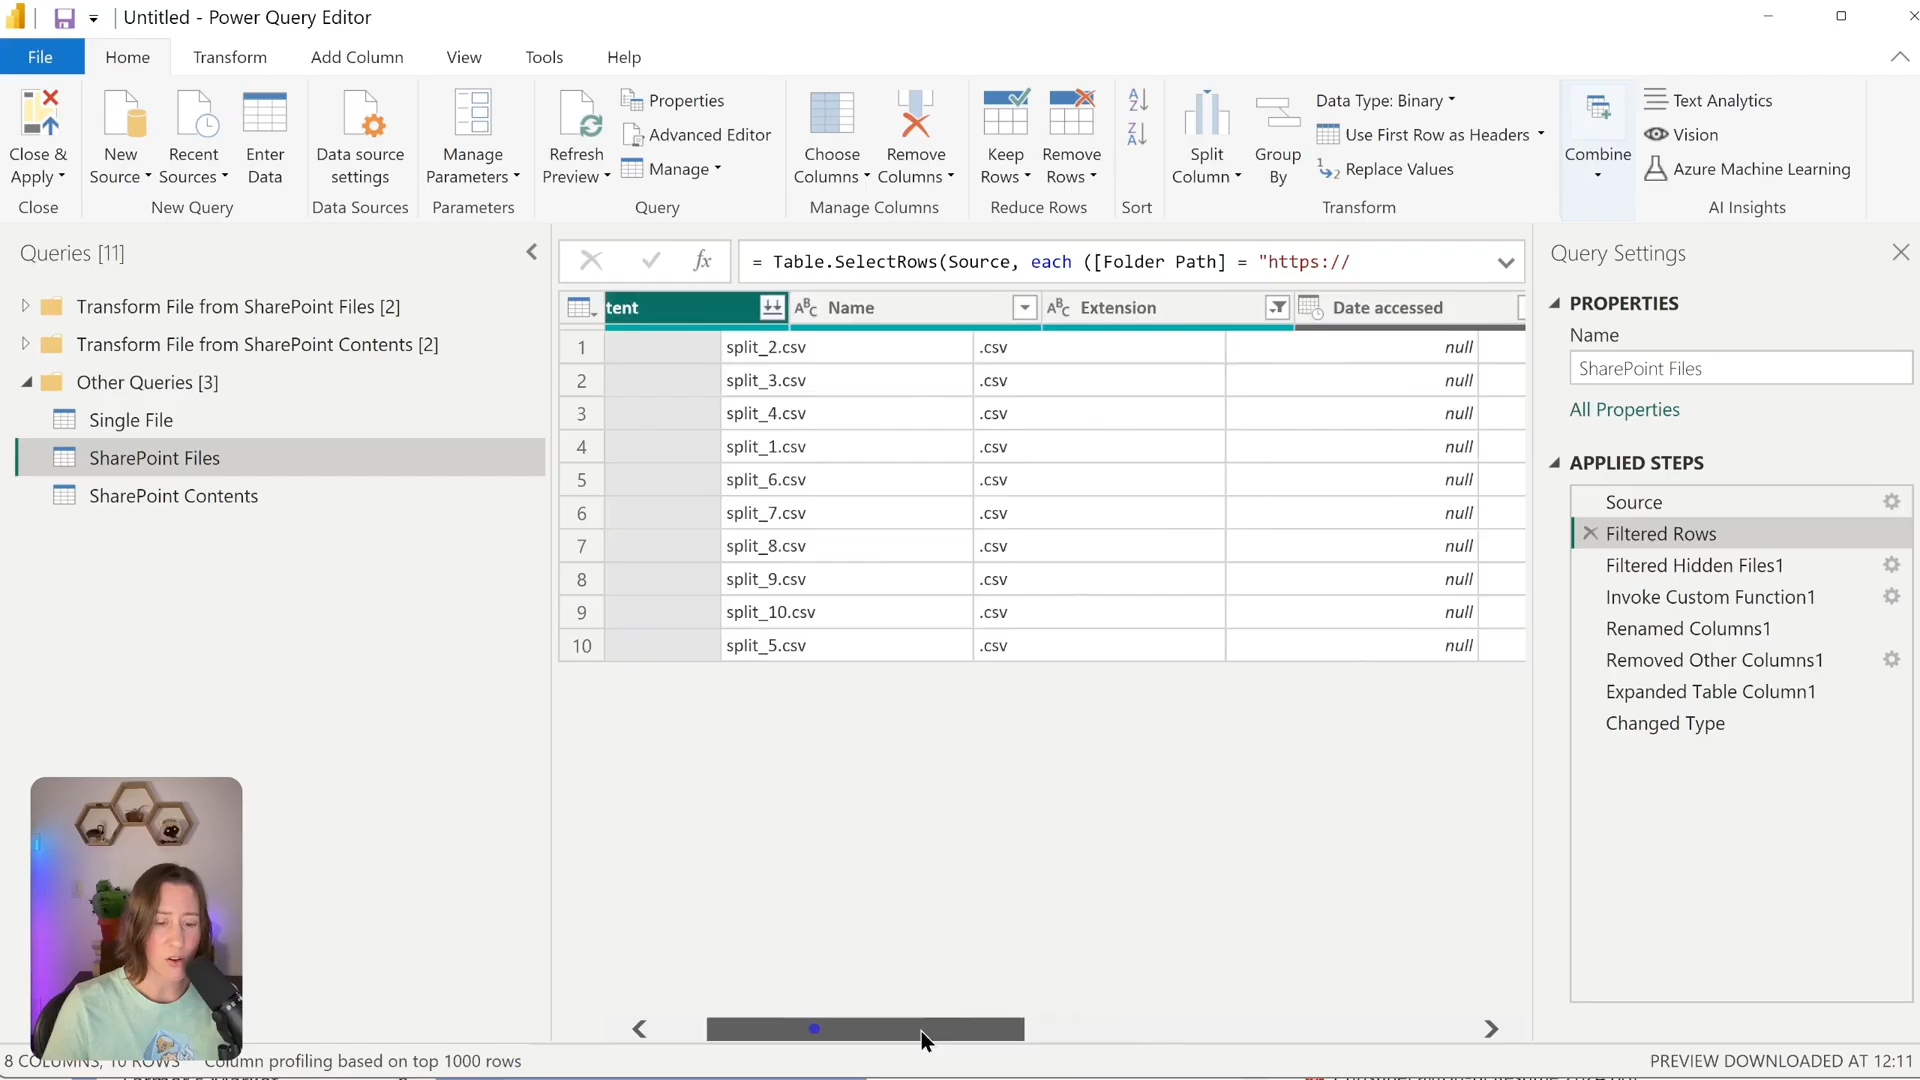 Untitled - Power Query Editor
File Home Transform Add Column View Tools Help
Close & Apply
Close
New Source
Recent Sources
Enter Data
New Query
Data source settings
Data Sources
Manage Parameters
Parameters
Refresh Preview
Properties
Advanced Editor
Manage
Query
Choose Columns
Remove Columns
Manage Columns
Keep Rows
Remove Rows
Reduce Rows
A Z
Z A
Sort
Split Column
Group By
Data Type: Binary
Use First Row as Headers
1 2 Replace Values
Transform
Combine
Text Analytics
Vision
Azure Machine Learning
AI Insights
Queries [11]
Transform File from SharePoint Files [2]
Transform File from SharePoint Contents [2]
Other Queries [3]
Single File
SharePoint Files
SharePoint Contents
fx = Table.SelectRows(Source, each ([Folder Path] = "https://
tent ABC Name ABC Extension Date accessed
1 split_2.csv .csv null
2 split_3.csv .csv null
3 split_4.csv .csv null
4 split_1.csv .csv null
5 split_6.csv .csv null
6 split_7.csv .csv null
7 split_8.csv .csv null
8 split_9.csv .csv null
9 split_10.csv .csv null
10 split_5.csv .csv null
Query Settings
PROPERTIES
Name
SharePoint Files
All Properties
APPLIED STEPS
Source
Filtered Rows
Filtered Hidden Files1
Invoke Custom Function1
Renamed Columns1
Removed Other Columns1
Expanded Table Column1
Changed Type
8 COLUMNS, 10 ROWS Column profiling based on top 1000 rows
PREVIEW DOWNLOADED AT 12:11